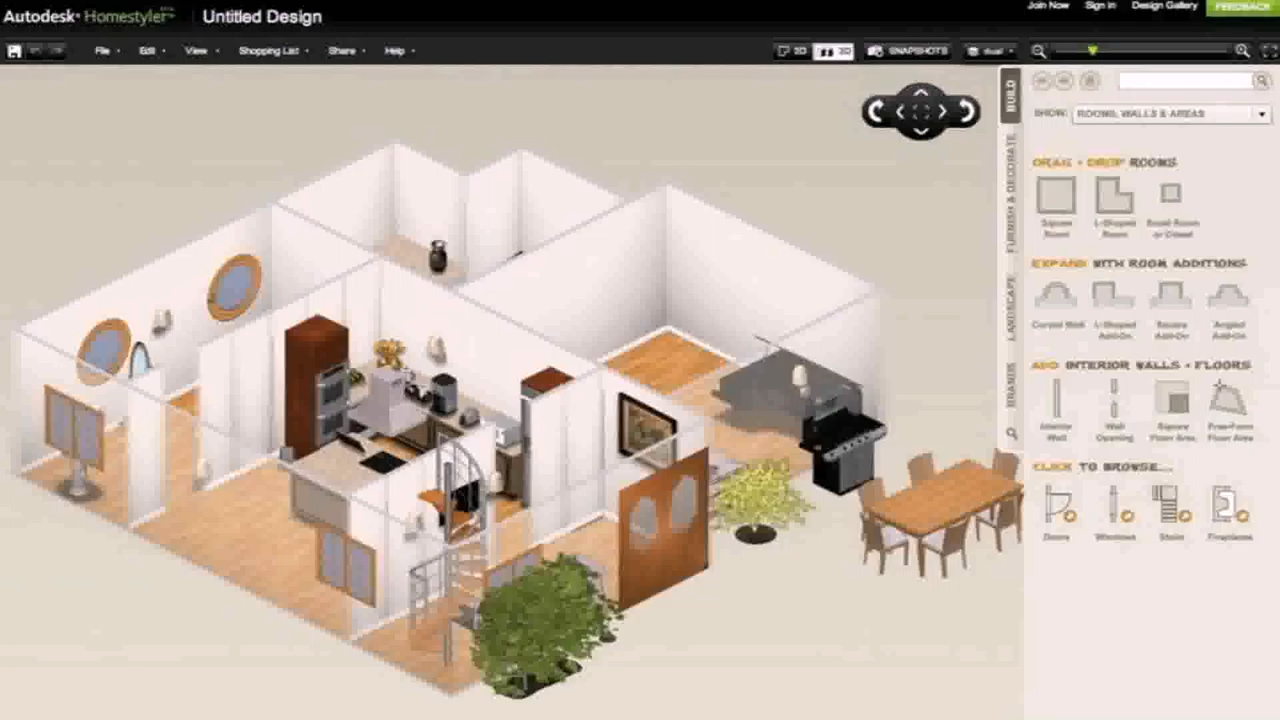 Autodesk Homestyler Untitled Design
Join Now Sign In Design Gallery FEEDBACK
File Edit View Shopping List Share Help
2D 3D SNAPSHOTS dual
BUILD
FURNISH & DECORATE
LANDSCAPE
BRANDS
SHOW: ROOMS, WALLS & AREAS
DRAG + DROP ROOMS
Square Room
L-Shaped Room
Small Room or Closet
EXPAND WITH ROOM ADDITIONS
Curved Wall
L-Shaped Add-On
Square Add-On
Angled Add-On
ADD INTERIOR WALLS + FLOORS
Interior Wall
Wall Opening
Square Floor Area
Free-Form Floor Area
CLICK TO BROWSE...
Doors Windows Stairs Fireplaces